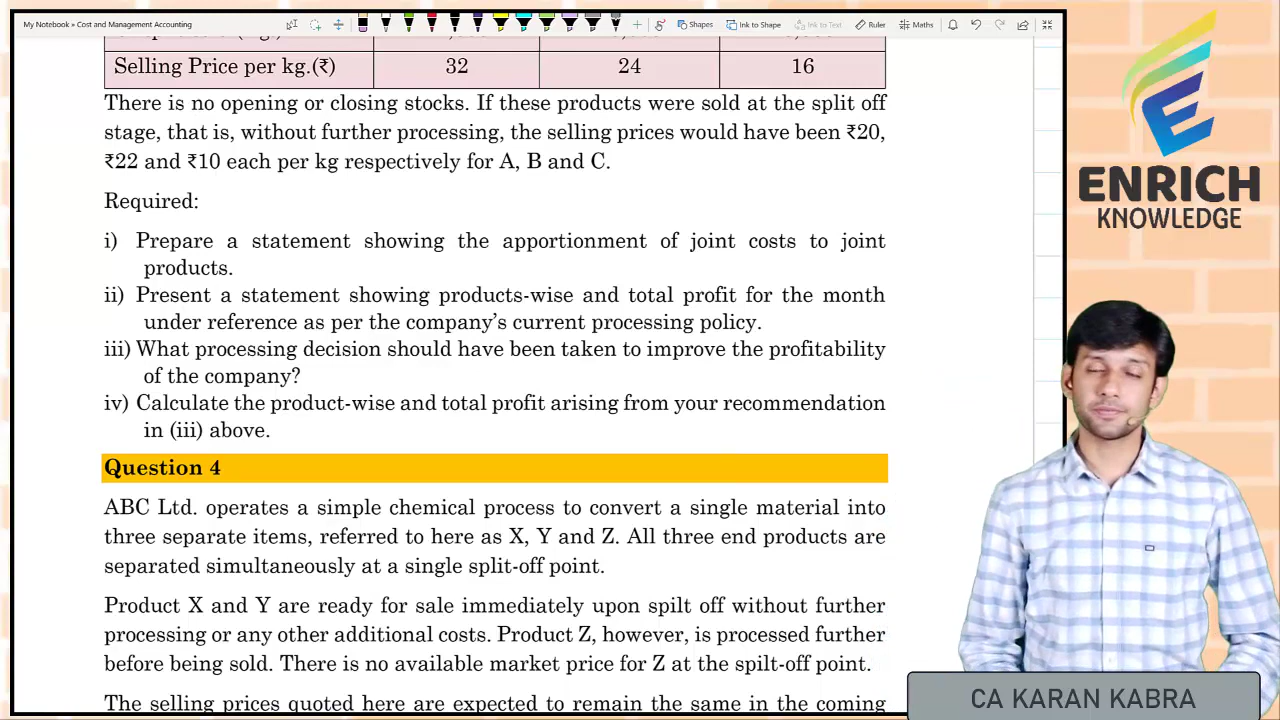 My Notebook » Cost and Management Accounting
Shapes Ink to Shape Ink to Text Ruler Maths
Selling Price per kg.(₹) 32 24 16
There is no opening or closing stocks. If these products were sold at the split off
stage, that is, without further processing, the selling prices would have been ₹20,
₹22 and ₹10 each per kg respectively for A, B and C.
Required:
i) Prepare a statement showing the apportionment of joint costs to joint
products.
ii) Present a statement showing products-wise and total profit for the month
under reference as per the company's current processing policy.
iii) What processing decision should have been taken to improve the profitability
of the company?
iv) Calculate the product-wise and total profit arising from your recommendation
in (iii) above.
Question 4
ABC Ltd. operates a simple chemical process to convert a single material into
three separate items, referred to here as X, Y and Z. All three end products are
separated simultaneously at a single split-off point.
Product X and Y are ready for sale immediately upon spilt off without further
processing or any other additional costs. Product Z, however, is processed further
before being sold. There is no available market price for Z at the spilt-off point.
The selling prices quoted here are expected to remain the same in the coming
ENRICH
KNOWLEDGE
CA KARAN KABRA